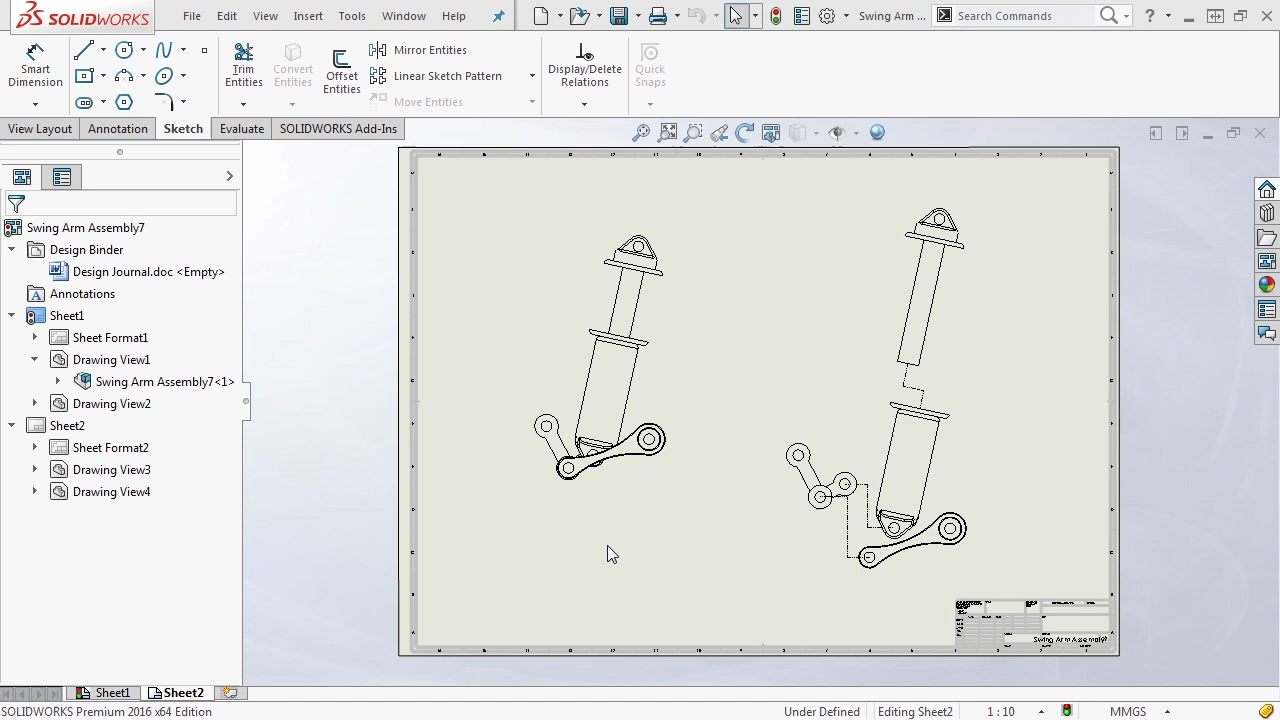 SOLIDWORKS
File Edit View Insert Tools Window Help
Swing Arm ...
Search Commands
?
Smart Dimension
Trim Entities
Convert Entities
Offset Entities
Mirror Entities
Linear Sketch Pattern
Move Entities
Display/Delete Relations
Quick Snaps
View Layout Annotation Sketch Evaluate SOLIDWORKS Add-Ins
Swing Arm Assembly7
Design Binder
Design Journal.doc <Empty>
Annotations
Sheet1
Sheet Format1
Drawing View1
Swing Arm Assembly7<1>
Drawing View2
Sheet2
Sheet Format2
Drawing View3
Drawing View4
Swing Arm Assembly7
Sheet1 Sheet2
SOLIDWORKS Premium 2016 x64 Edition
Under Defined Editing Sheet2 1 : 10 MMGS